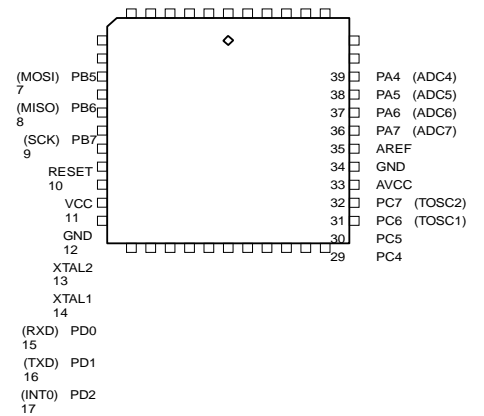 (MOSI) PB5
7
(MISO) PB6
8
(SCK) PB7
9
RESET
10
VCC
11
GND
12
XTAL2
13
XTAL1
14
(RXD) PD0
15
(TXD) PD1
16
(INT0) PD2
17
39 PA4 (ADC4)
38 PA5 (ADC5)
37 PA6 (ADC6)
36 PA7 (ADC7)
35 AREF
34 GND
33 AVCC
32 PC7 (TOSC2)
31 PC6 (TOSC1)
30 PC5
29 PC4